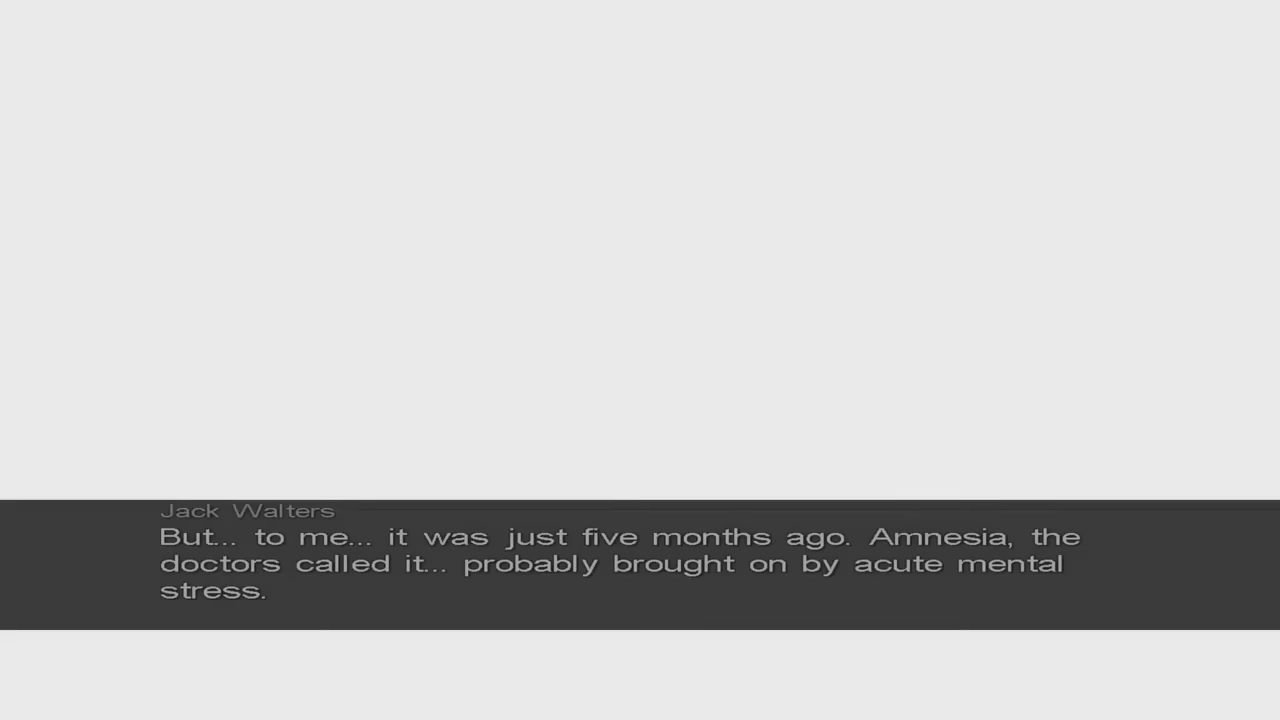 Jack Walters
But... to me... it was just five months ago. Amnesia, the
doctors called it... probably brought on by acute mental
stress.